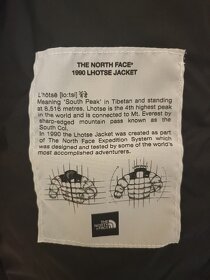 THE NORTH FACE®
1990 LHOTSE JACKET
L'hōtsē [lo:tsi]
Meaning 'South Peak' in Tibetan and standing
at 8,516 metres, Lhotse is the 4th highest peak
in the world and is connected to Mt. Everest by
sharp-edged mountain pass known as the
South Col.
In 1990 the Lhotse Jacket was created as part
of The North Face Expedition System which
was designed and tested by some of the world's
most accomplished adventurers.
THE
NORTH
FACE